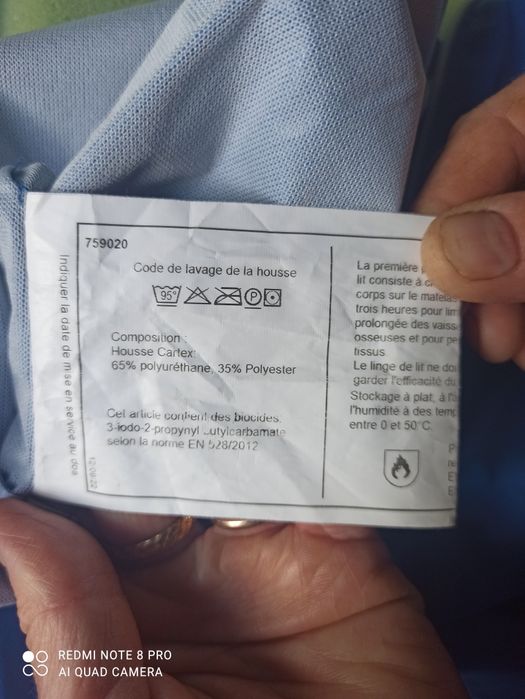 759020
Code de lavage de la housse
95°
P
Composition :
Housse Cartex:
65% polyuréthane, 35% Polyester
Cet article contient des biocides:
3-iodo-2-propynyl
selon la norme EN 528/2012
Indiquer la date de mise en service au dos
12/09/22
La première
lit consiste à
corps sur le matelas
trois heures pour
prolongée des
osseuses et pour
tissus.
Le linge de lit ne
garder l'efficacité du
Stockage à plat, à
l'humidité à des
entre 0 et 50°C.
REDMI NOTE 8 PRO
AI QUAD CAMERA